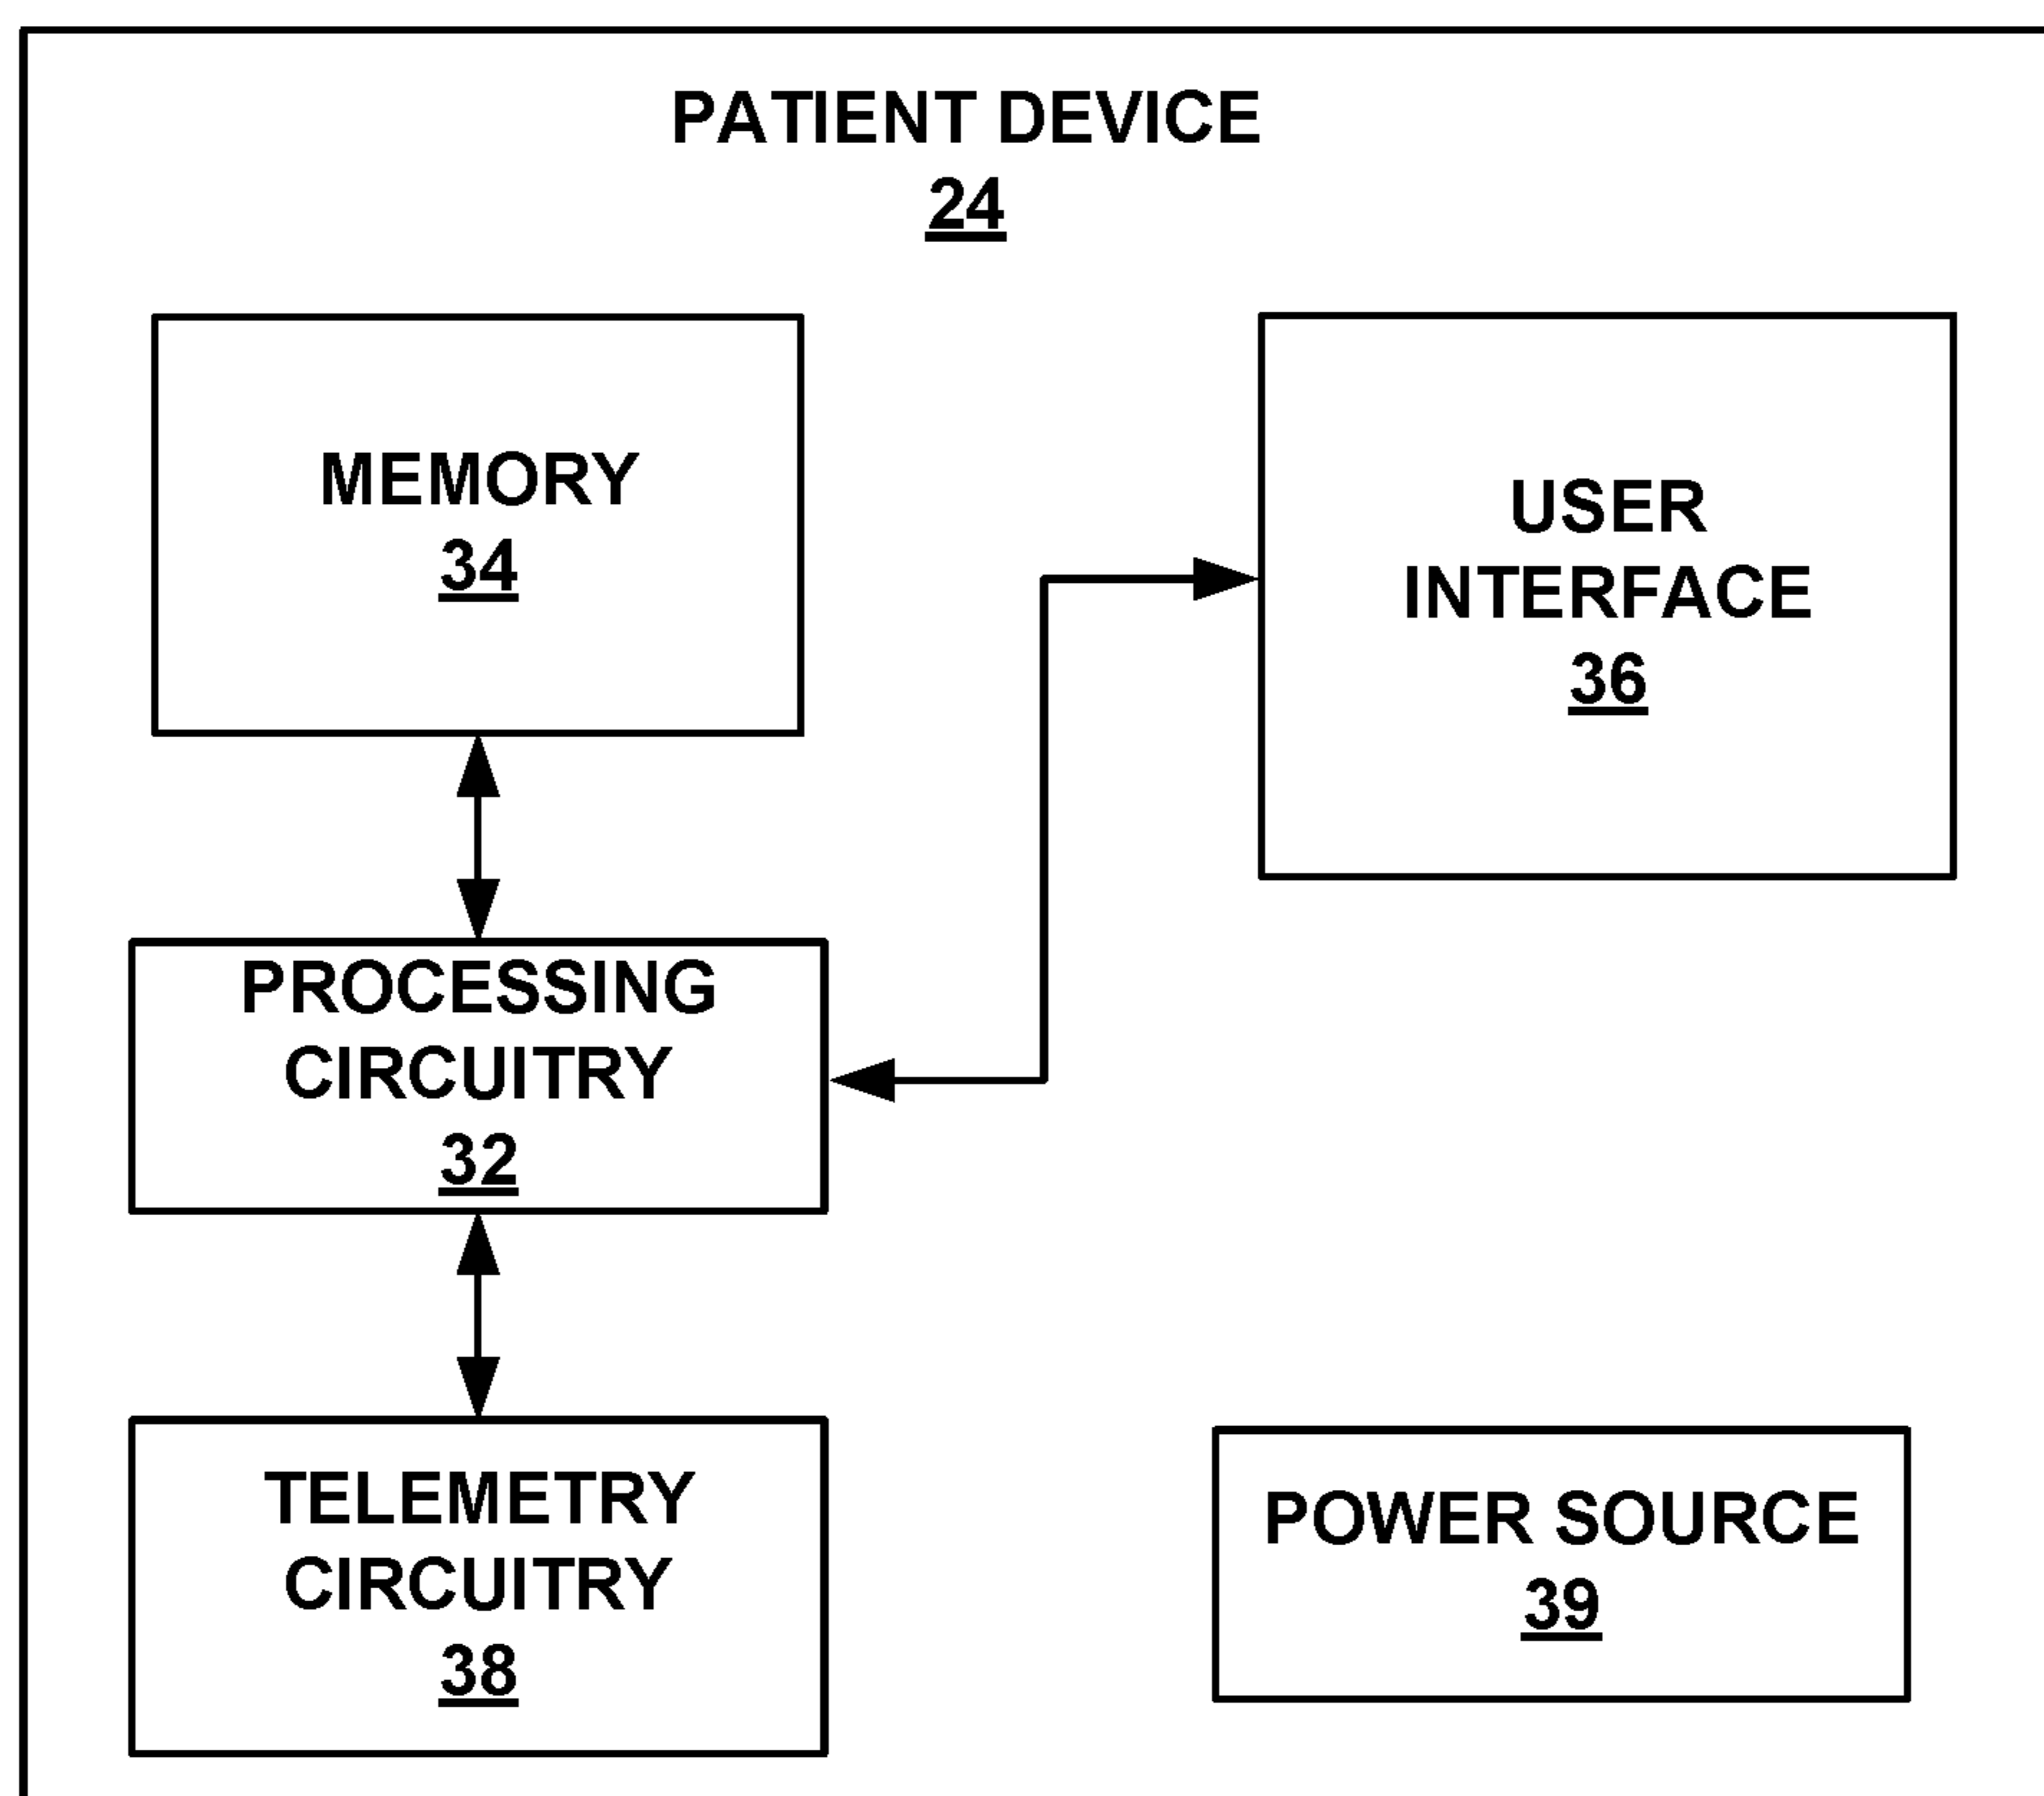 PATIENT DEVICE
24
MEMORY
34
USER
INTERFACE
36
PROCESSING
CIRCUITRY
32
TELEMETRY
CIRCUITRY
38
POWER SOURCE
39